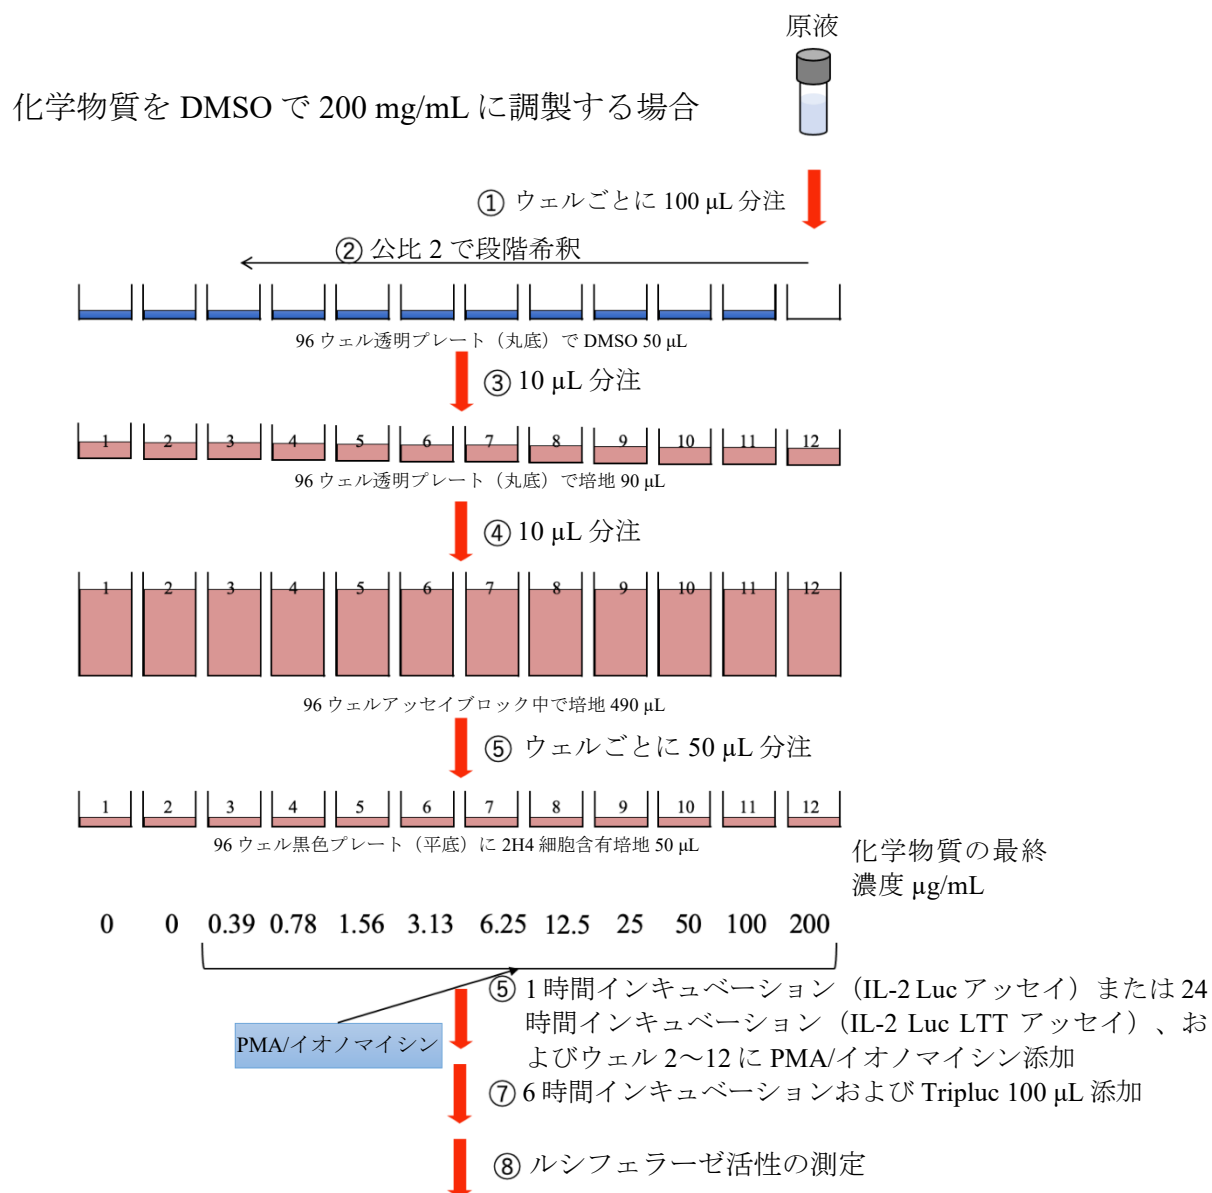 原液
化学物質を DMSO で 200 mg/mL に調製する場合
① ウェルごとに 100 μL 分注
② 公比 2 で段階希釈
96 ウェル透明プレート（丸底）で DMSO 50 μL
③ 10 μL 分注
1 2 3 4 5 6 7 8 9 10 11 12
96 ウェル透明プレート（丸底）で培地 90 μL
④ 10 μL 分注
1 2 3 4 5 6 7 8 9 10 11 12
96 ウェルアッセイブロック中で培地 490 μL
⑤ ウェルごとに 50 μL 分注
1 2 3 4 5 6 7 8 9 10 11 12
96 ウェル黒色プレート（平底）に 2H4 細胞含有培地 50 μL
化学物質の最終
濃度 μg/mL
0 0 0.39 0.78 1.56 3.13 6.25 12.5 25 50 100 200
⑤ 1 時間インキュベーション（IL-2 Luc アッセイ）または 24
時間インキュベーション（IL-2 Luc LTT アッセイ）、お
よびウェル 2～12 に PMA/イオノマイシン添加
PMA/イオノマイシン
⑦ 6 時間インキュベーションおよび Tripluc 100 μL 添加
⑧ ルシフェラーゼ活性の測定